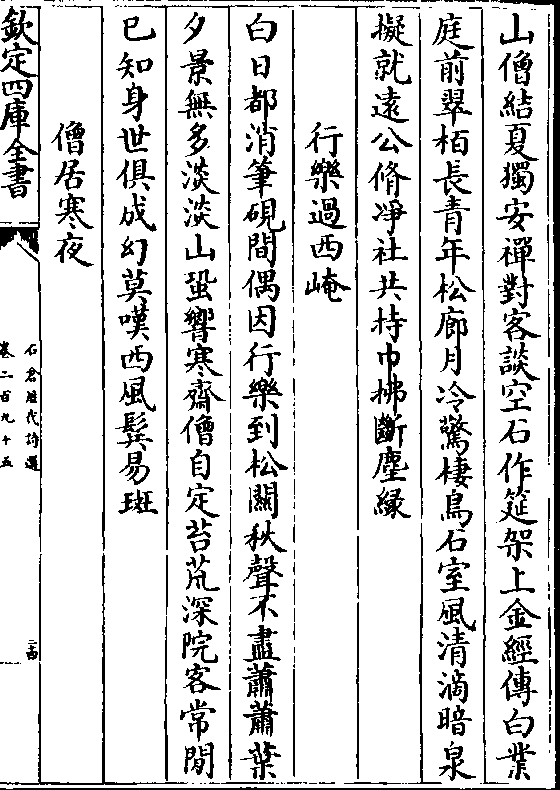 山僧結夏獨安禪對客談空石作筵架上金經傳白業
庭前翠栢長青年松廊月冷驚棲鳥石室風清滴暗泉
擬就遠公脩淨社共持巾拂斷塵縁
行樂過西崦
白日都消筆硯間偶因行樂到松關秋聲不盡蕭蕭葉
夕景無多淡淡山蛩響寒齋僧自定苔荒深院客常閒
已知身世俱成幻莫嘆西風鬂易斑
僧居寒夜
欽定四庫全書
石倉歴代詩選
卷二百九十五
三四